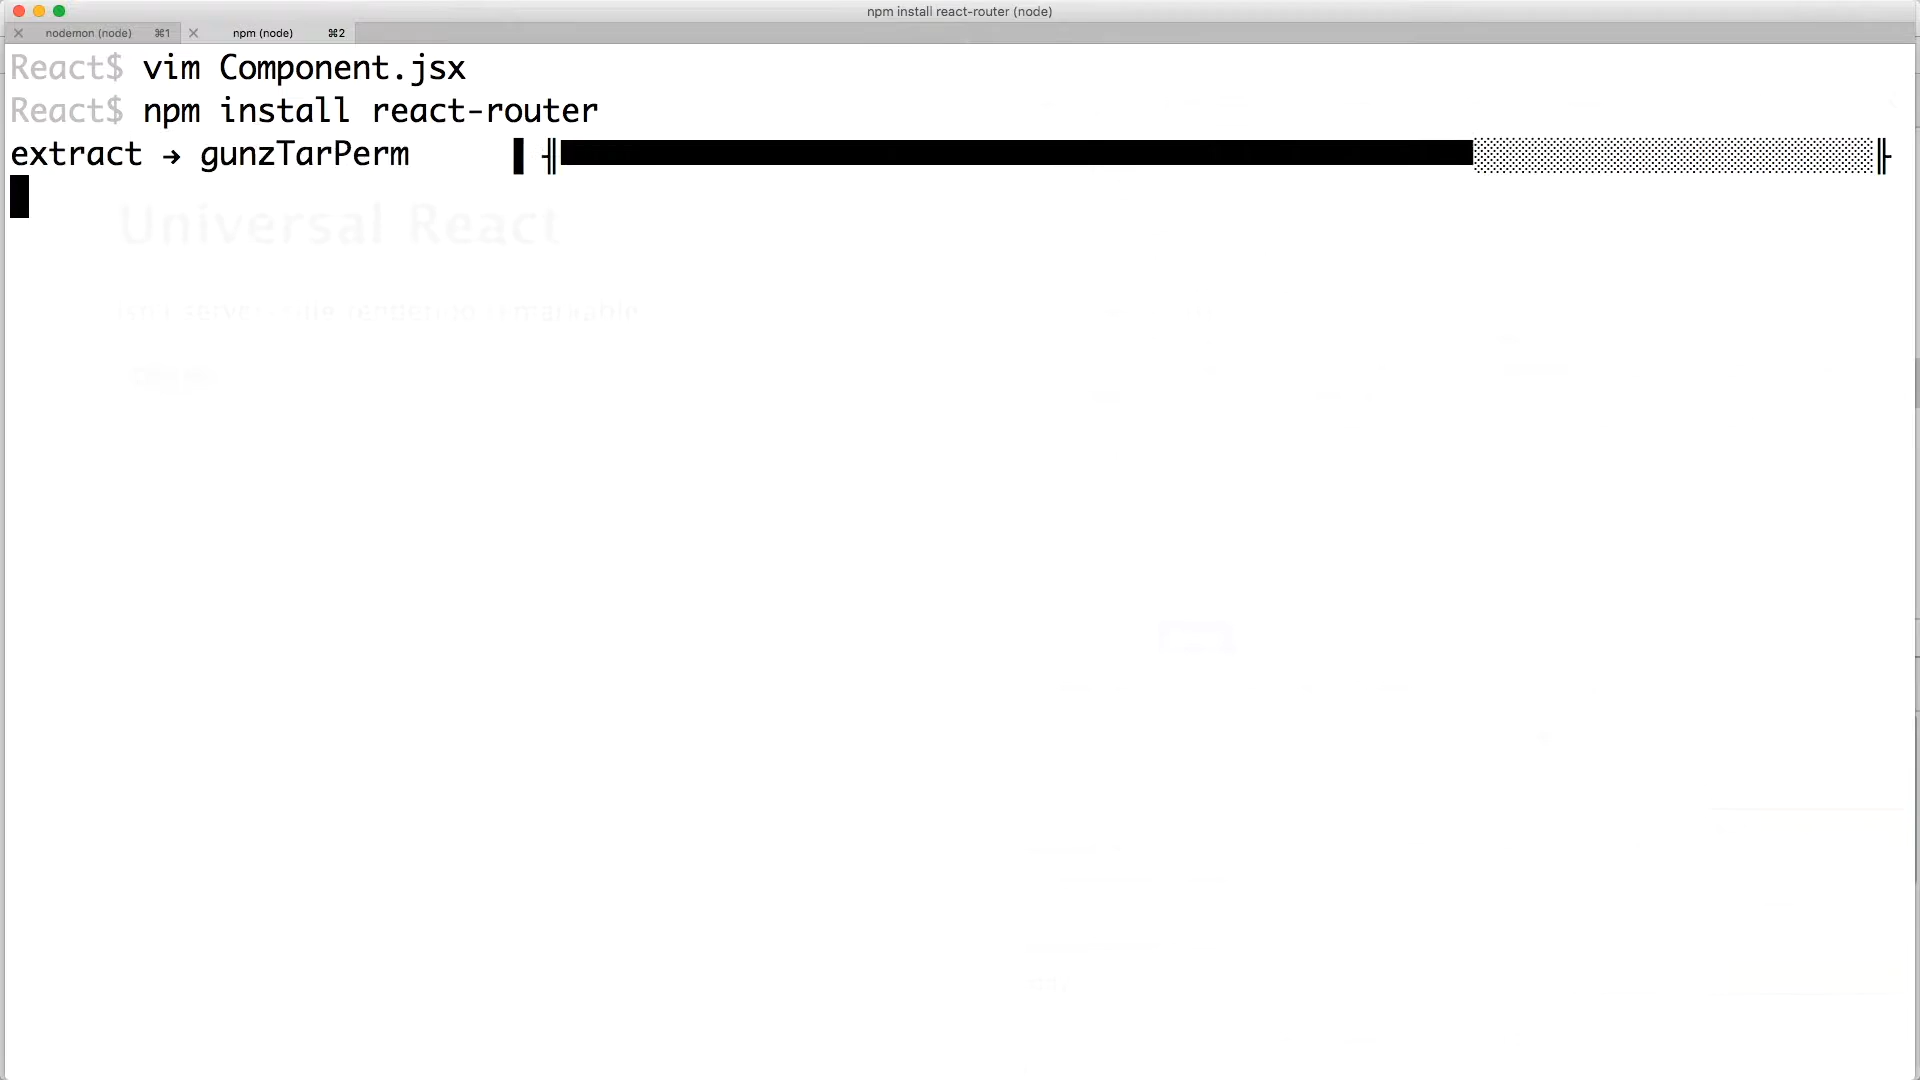 npm install react-router (node)
nodemon (node) ⌘1 npm (node) ⌘2
React$ vim Component.jsx
React$ npm install react-router
extract → gunzTarPerm
Universal React